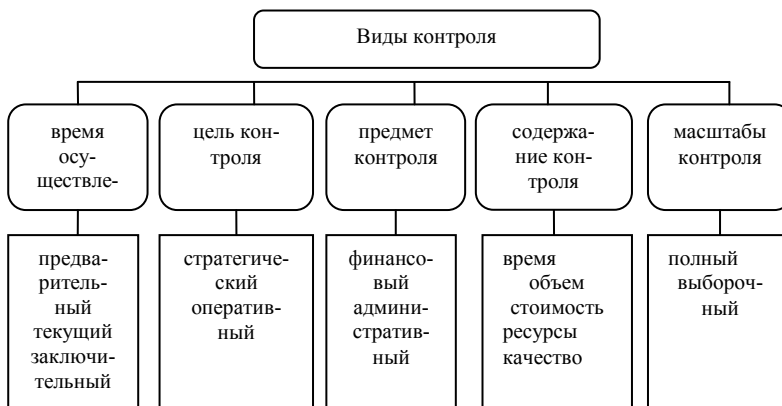 Виды контроля
время
осу-
ществле-
цель кон-
троля
предмет
контроля
содержа-
ние кон-
троля
масштабы
контроля
предва-
ритель-
ный
текущий
заключи-
тельный
стратегиче-
ский
оператив-
ный
финансо-
вый
админи-
стратив-
ный
время
объем
стоимость
ресурсы
качество
полный
выбороч-
ный